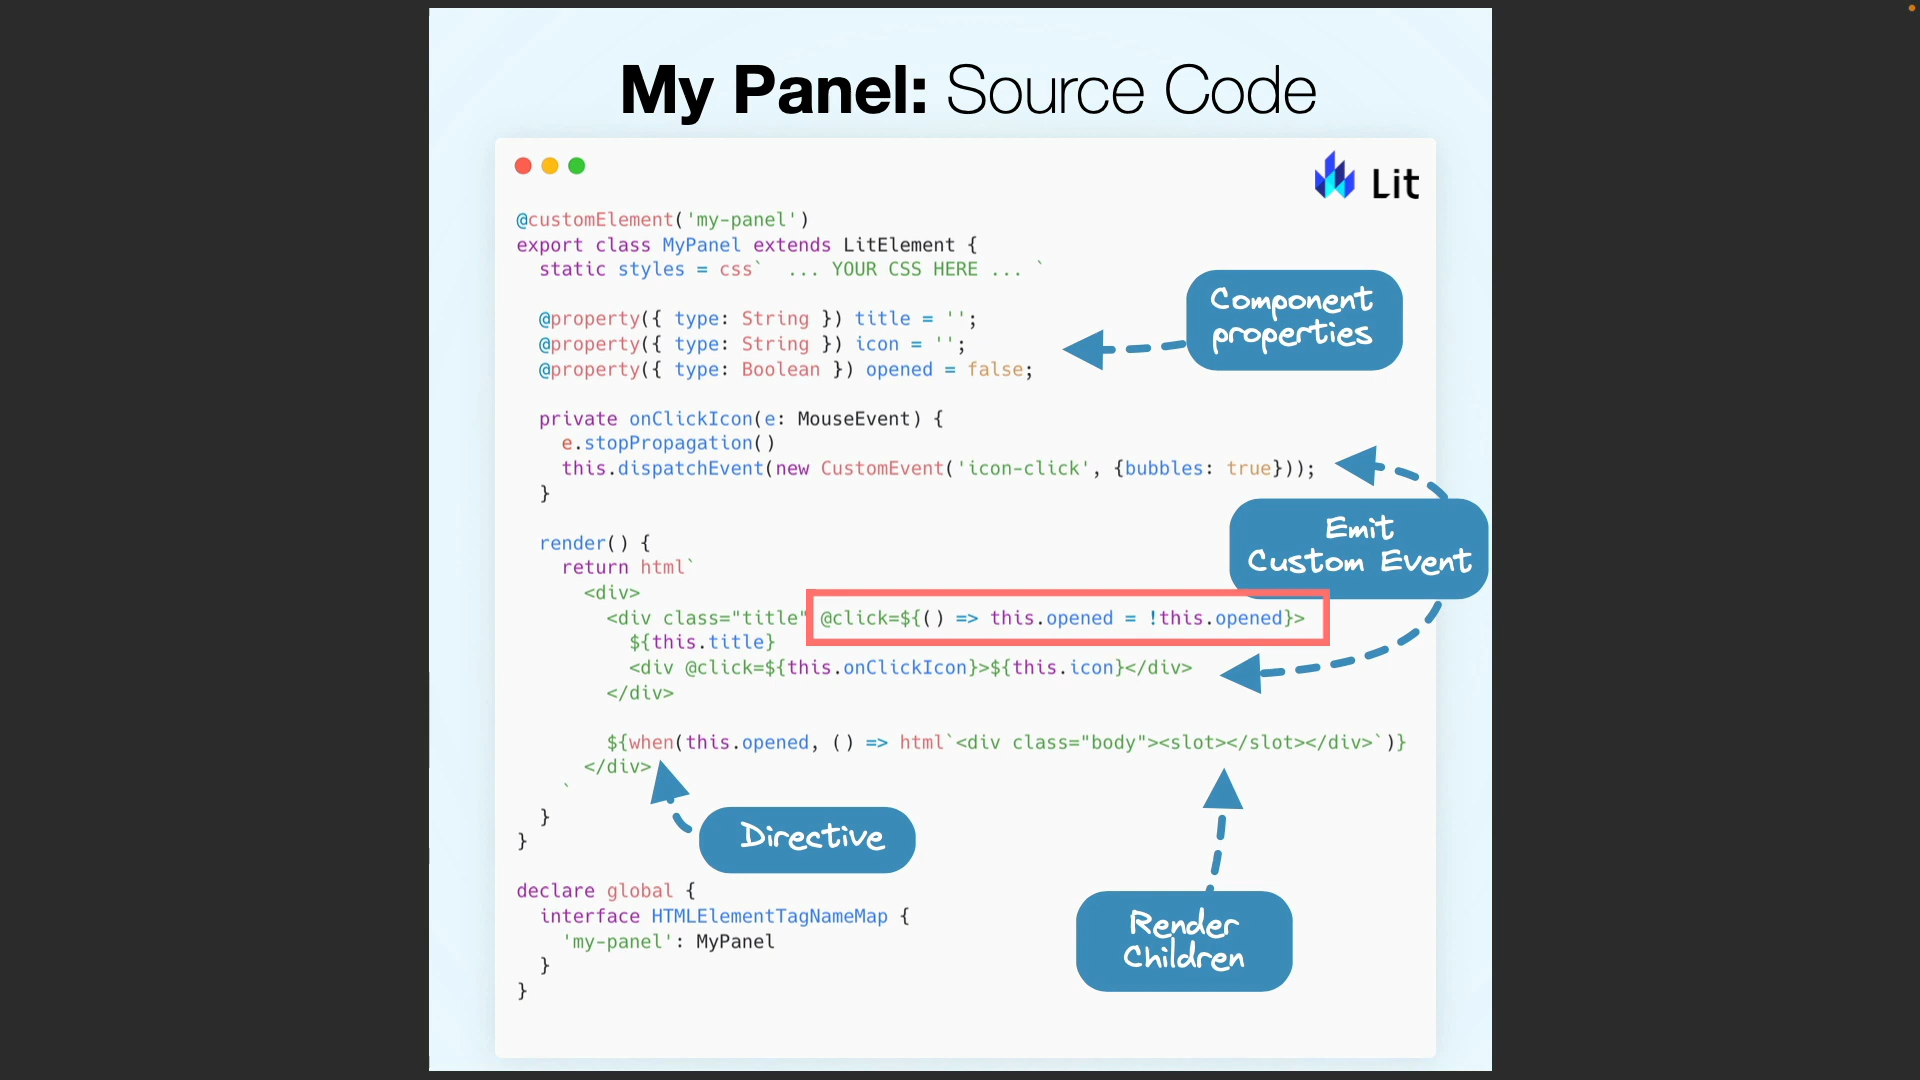 My Panel: Source Code
Lit
@customElement('my-panel')
export class MyPanel extends LitElement {
static styles = css`  ... YOUR CSS HERE ... `
@property({ type: String }) title = '';
@property({ type: String }) icon = '';
@property({ type: Boolean }) opened = false;
Component
properties
private onClickIcon(e: MouseEvent) {
e.stopPropagation()
this.dispatchEvent(new CustomEvent('icon-click', {bubbles: true}));
}
Emit
Custom Event
render() {
return html`
<div>
<div class="title" @click=${() => this.opened = !this.opened}>
${this.title}
<div @click=${this.onClickIcon}>${this.icon}</div>
</div>
${when(this.opened, () => html`<div class="body"><slot></slot></div>`)}
</div>
`
}
}
Directive
Render
Children
declare global {
interface HTMLElementTagNameMap {
'my-panel': MyPanel
}
}